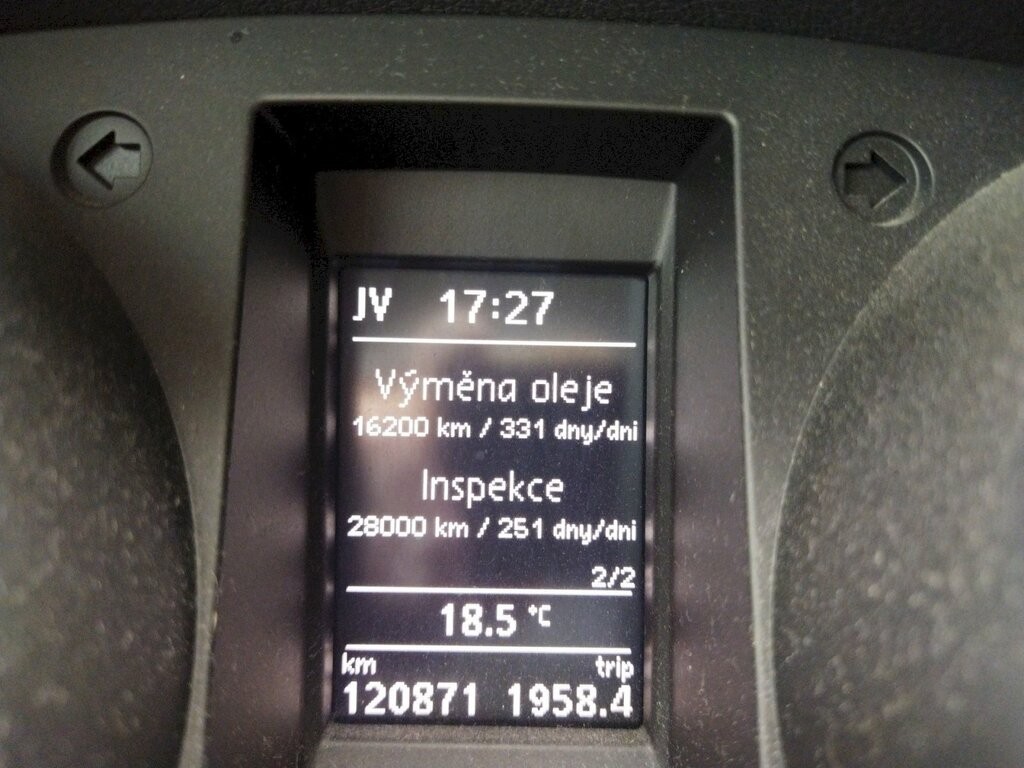 JV 17:27
Výměna oleje
16200 km / 331 dny/dni
Inspekce
28000 km / 251 dny/dni
2/2
18.5 °C
km trip
120871 1958.4